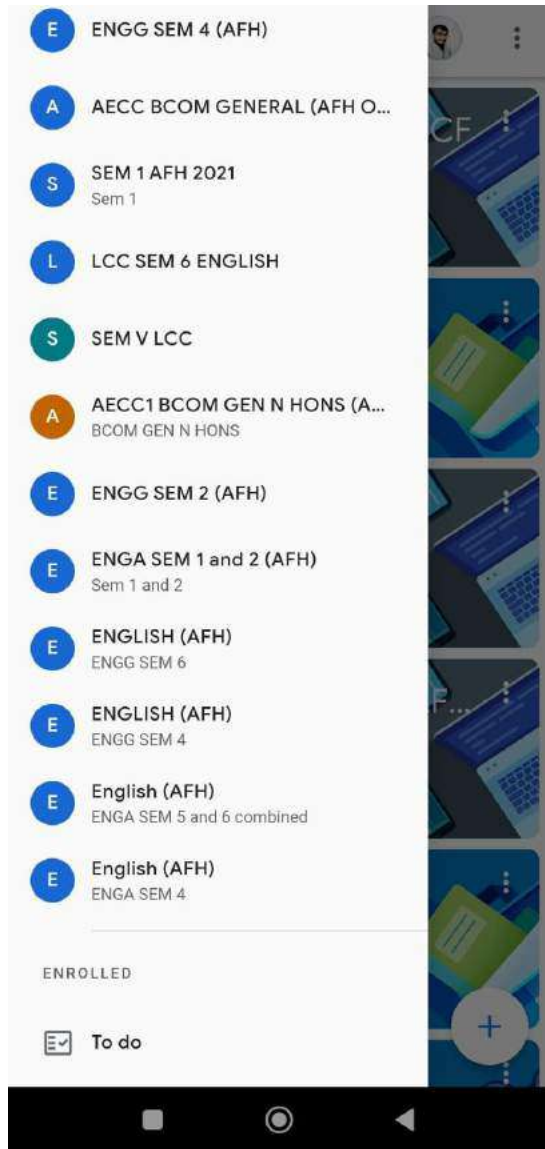 E ENGG SEM 4 (AFH)
A AECC BCOM GENERAL (AFH O...
CF
S SEM 1 AFH 2021
Sem 1
L LCC SEM 6 ENGLISH
S SEM V LCC
A AECC1 BCOM GEN N HONS (A...
BCOM GEN N HONS
E ENGG SEM 2 (AFH)
E ENGA SEM 1 and 2 (AFH)
Sem 1 and 2
E ENGLISH (AFH)
ENGG SEM 6
E ENGLISH (AFH)
ENGG SEM 4
F...
E English (AFH)
ENGA SEM 5 and 6 combined
E English (AFH)
ENGA SEM 4
ENROLLED
To do